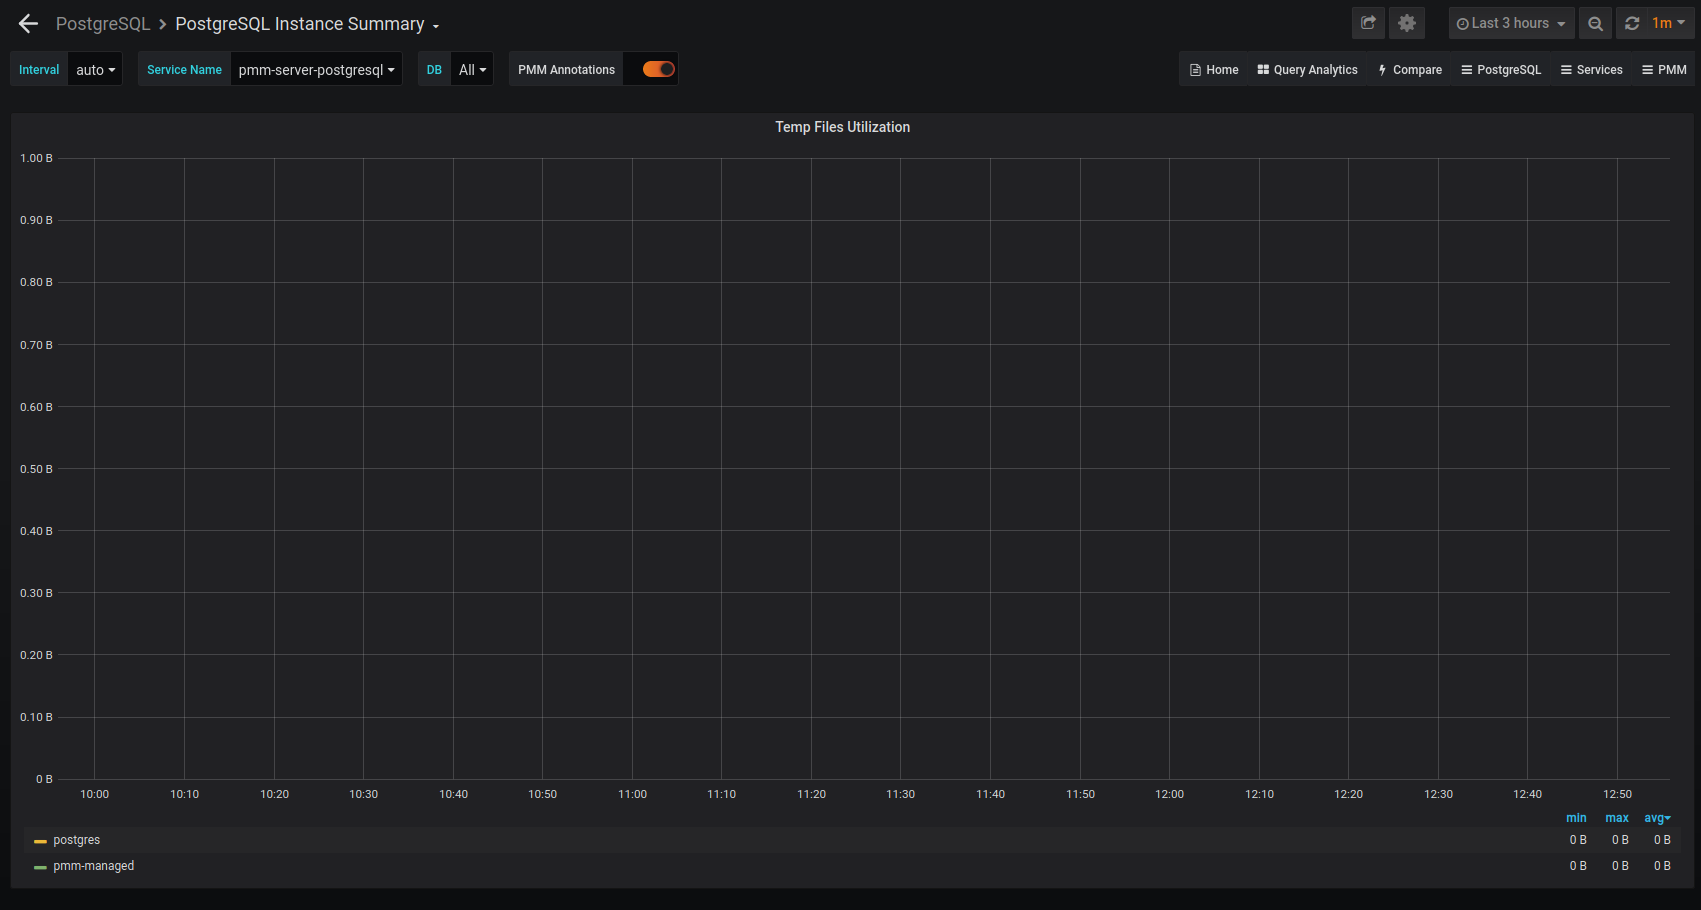 PostgreSQL > PostgreSQL Instance Summary
Last 3 hours
1m
Interval auto
Service Name pmm-server-postgresql
DB All
PMM Annotations
Home
Query Analytics
Compare
PostgreSQL
Services
PMM
Temp Files Utilization
1.00 B
0.90 B
0.80 B
0.70 B
0.60 B
0.50 B
0.40 B
0.30 B
0.20 B
0.10 B
0 B
10:00 10:10 10:20 10:30 10:40 10:50 11:00 11:10 11:20 11:30 11:40 11:50 12:00 12:10 12:20 12:30 12:40 12:50
min max avg
postgres 0 B 0 B 0 B
pmm-managed 0 B 0 B 0 B